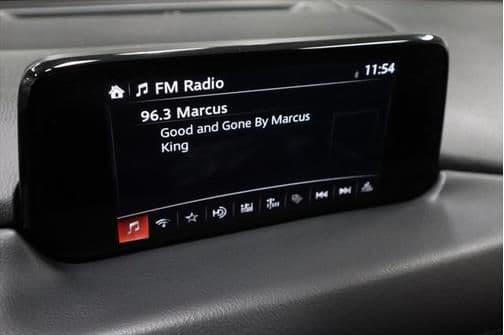 FM Radio
11:54
96.3 Marcus
Good and Gone By Marcus
King